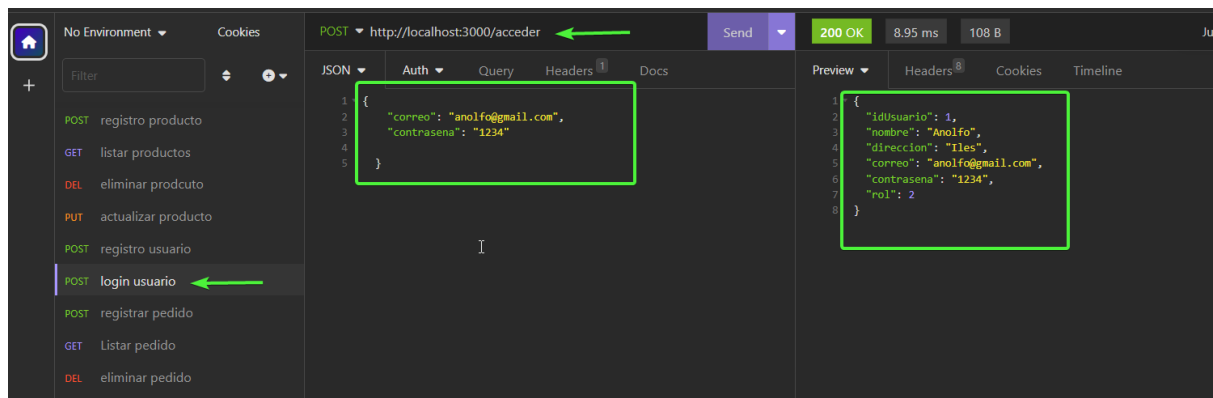 No Environment Cookies
Filter
POST registro producto
GET listar productos
DEL eliminar prodcuto
PUT actualizar producto
POST registro usuario
POST login usuario
POST registrar pedido
GET Listar pedido
DEL eliminar pedido
POST http://localhost:3000/acceder Send
JSON Auth Query Headers 1 Docs
1 {
2 "correo": "anolfo@gmail.com",
3 "contrasena": "1234"
4
5 }
200 OK 8.95 ms 108 B Ju
Preview Headers 8 Cookies Timeline
1 {
2 "idUsuario": 1,
3 "nombre": "Anolfo",
4 "direccion": "Iles",
5 "correo": "anolfo@gmail.com",
6 "contrasena": "1234",
7 "rol": 2
8 }